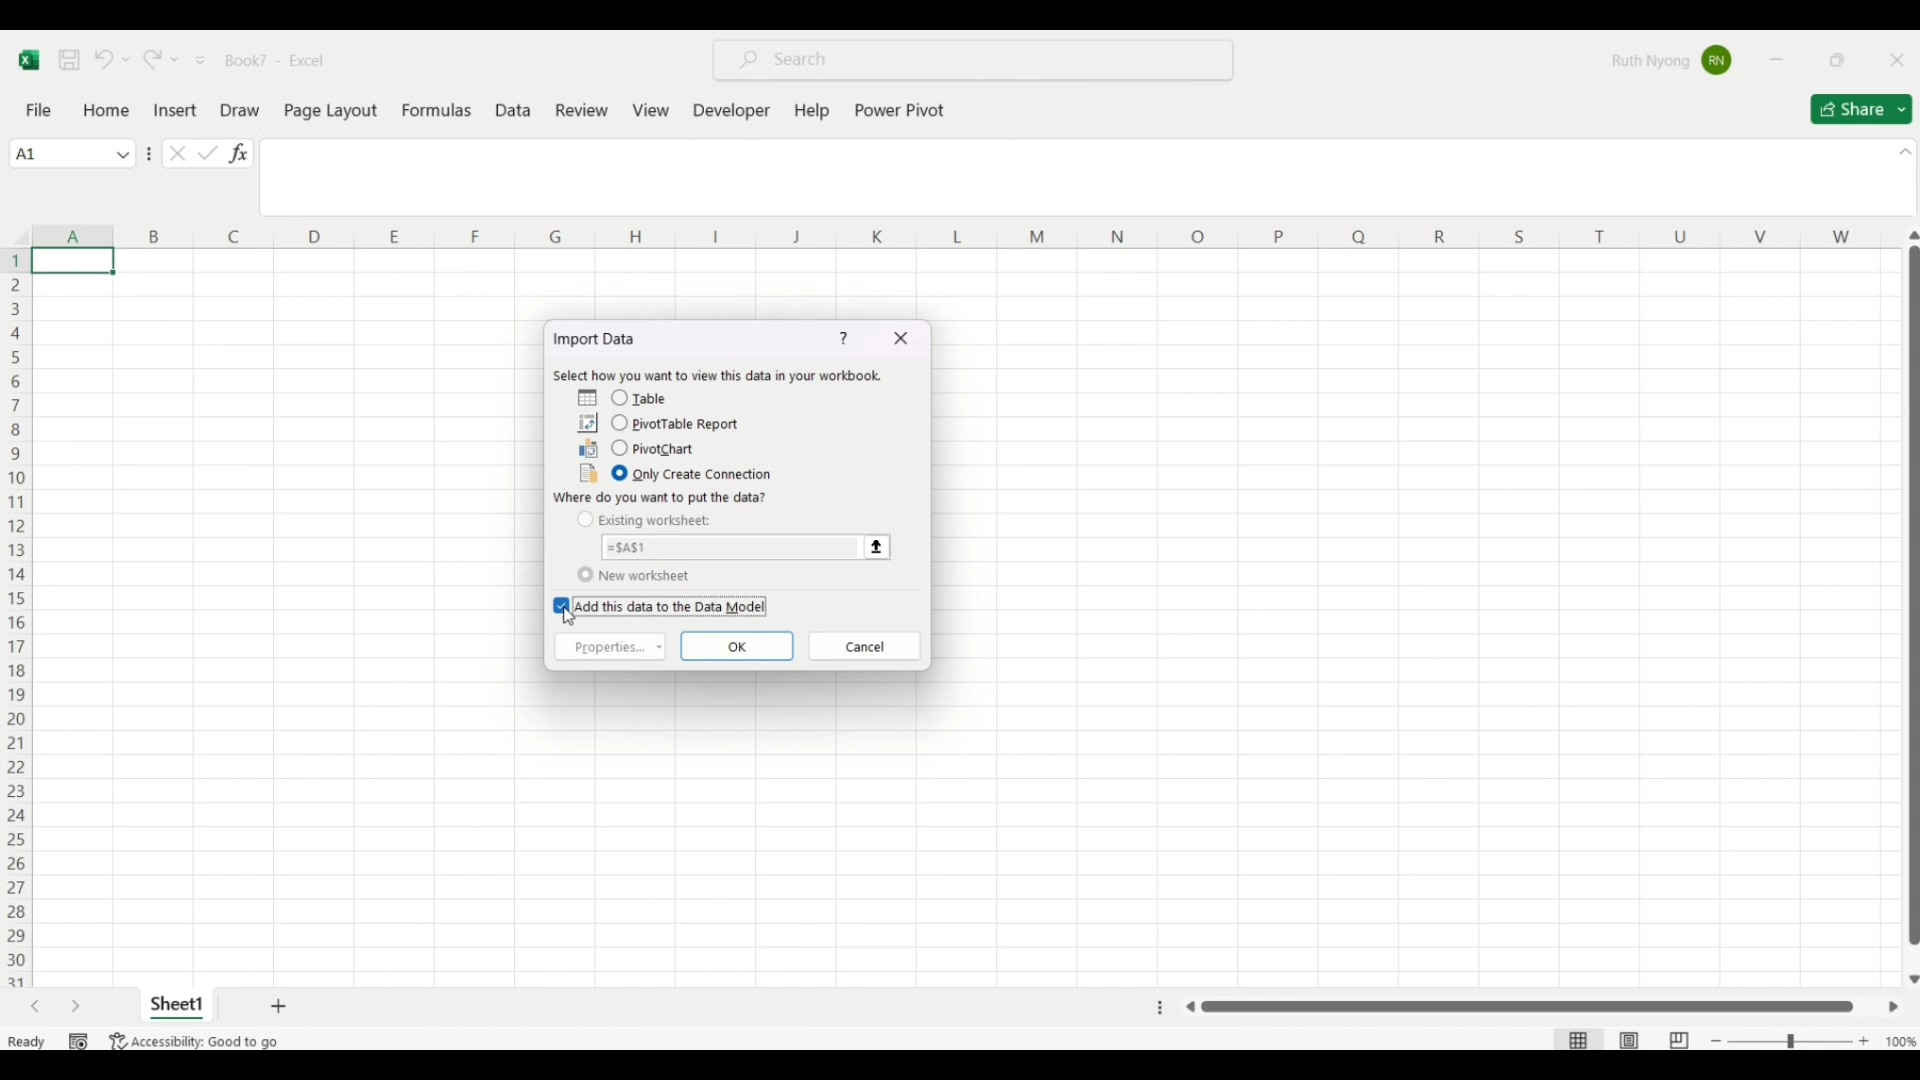 Book7 - Excel
Search
Ruth Nyong RN
File Home Insert Draw Page Layout Formulas Data Review View Developer Help Power Pivot
Share
A1
fx
A B C D E F G H I J K L M N O P Q R S T U V W
1
2
3
4
5
6
7
8
9
10
11
12
13
14
15
16
17
18
19
20
21
22
23
24
25
26
27
28
29
30
31
Import Data ?
Select how you want to view this data in your workbook.
Table
PivotTable Report
PivotChart
Only Create Connection
Where do you want to put the data?
Existing worksheet:
=$A$1
New worksheet
Add this data to the Data Model
Properties... OK Cancel
Sheet1
Ready Accessibility: Good to go 100%